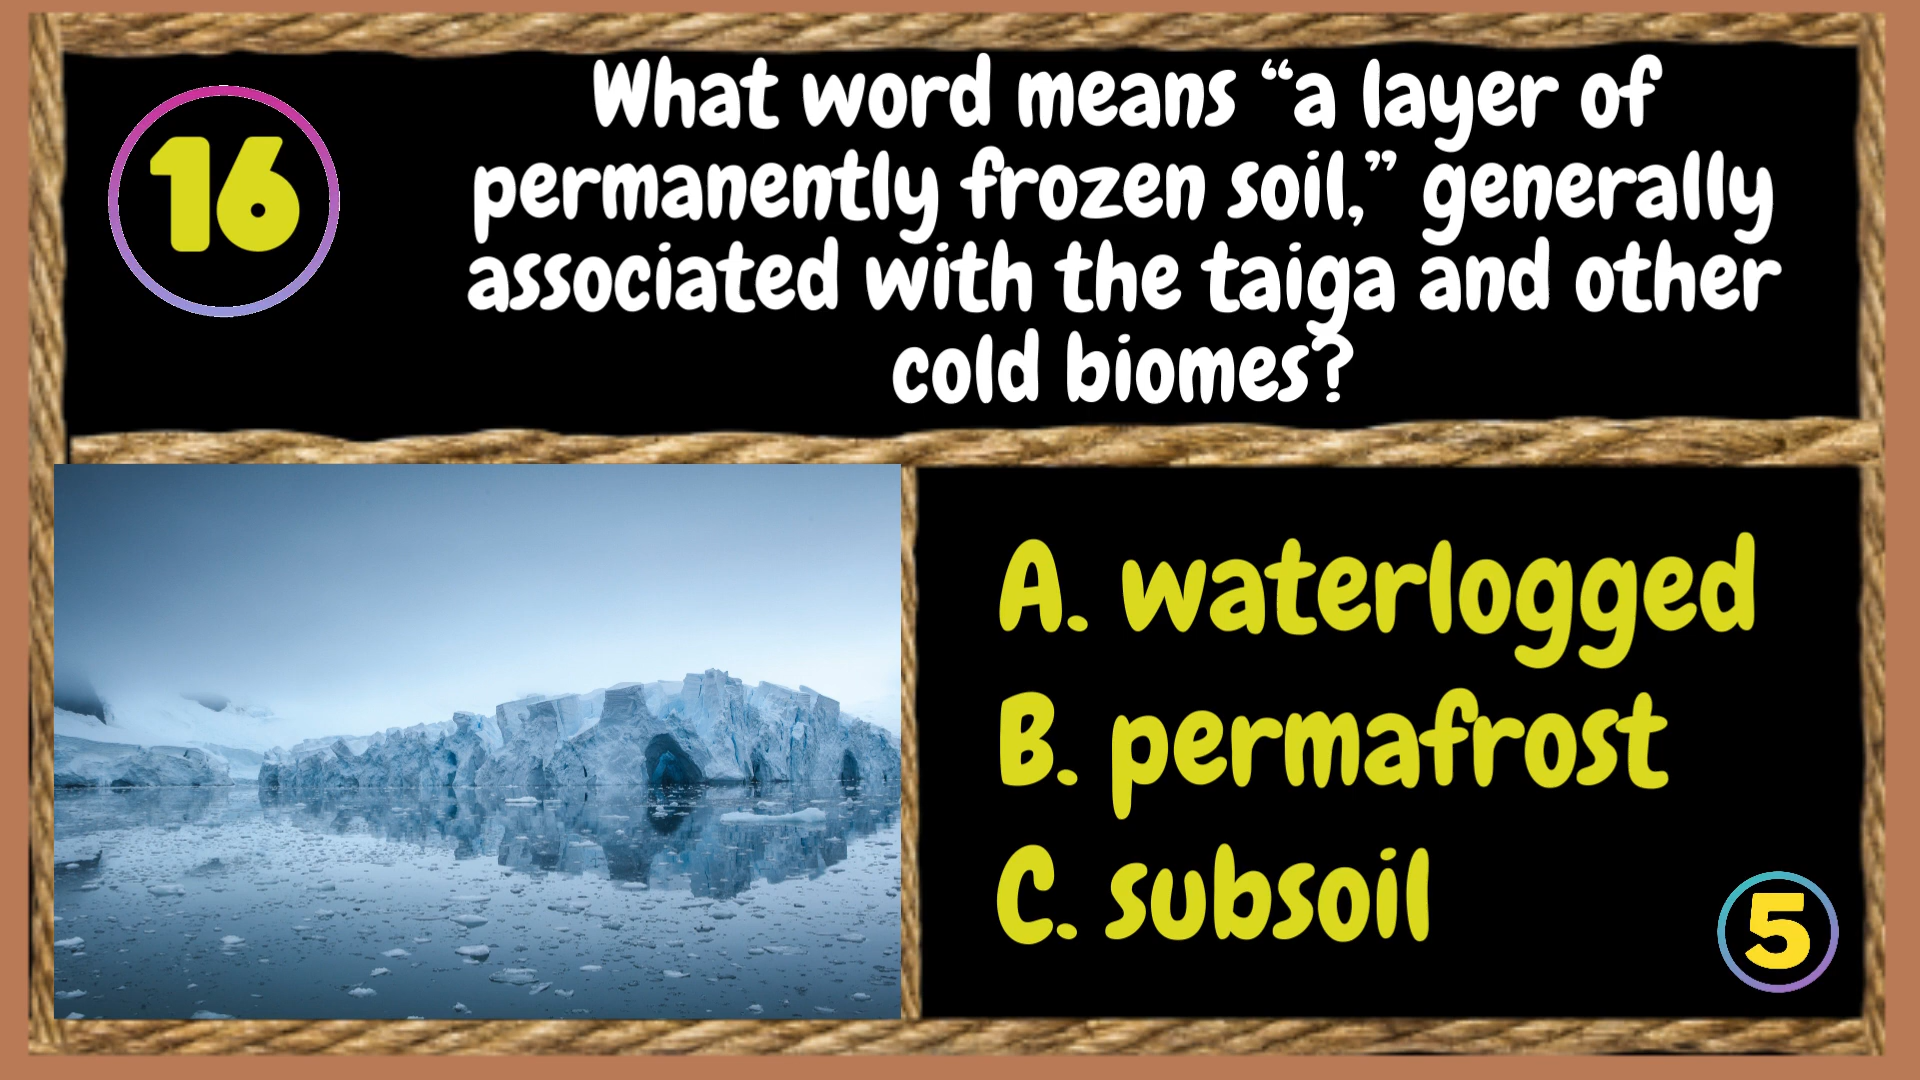 16
What word means “a layer of
permanently frozen soil,” generally
associated with the taiga and other
cold biomes?
A. waterlogged
B. permafrost
C. subsoil
5